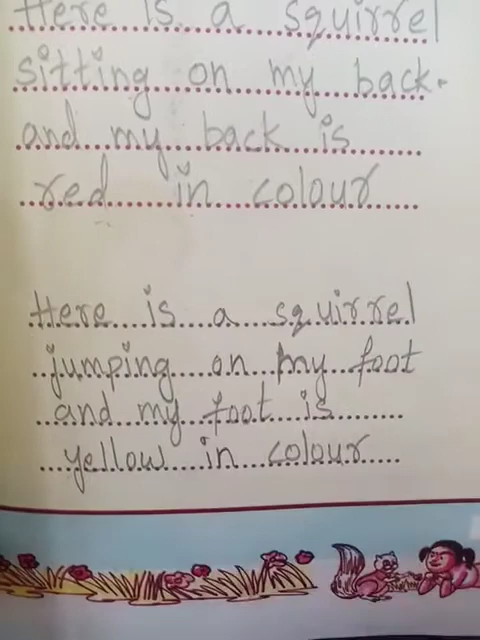 Here is a squirrel
sitting on my back.
and my back is
red in colour
Here is a squirrel
jumping on my foot
and my foot is
yellow in colour